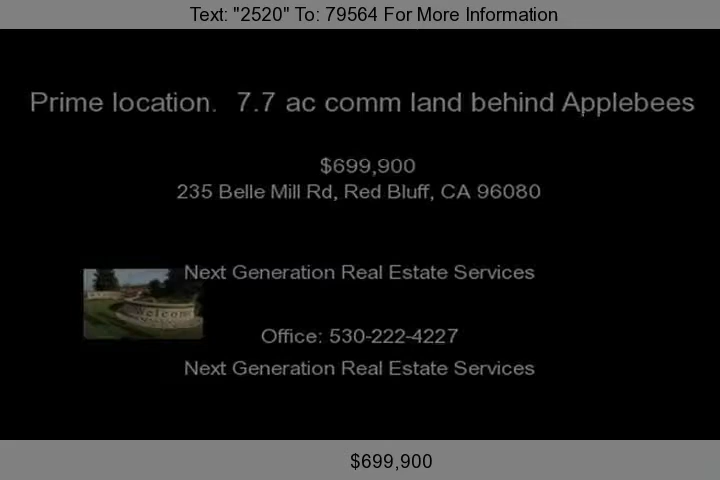 Text: "2520" To: 79564 For More Information
Prime location.  7.7 ac comm land behind Applebees
$699,900
235 Belle Mill Rd, Red Bluff, CA 96080
Next Generation Real Estate Services
Welcome
Office: 530-222-4227
Next Generation Real Estate Services
$699,900